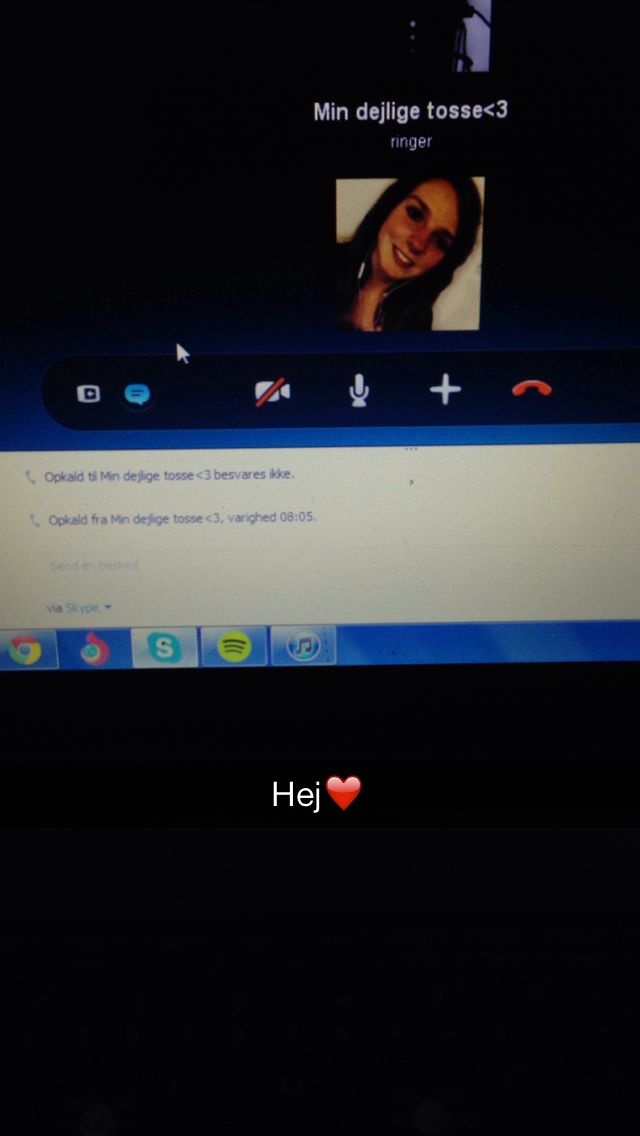 Min dejlige tosse<3
ringer
Opkald til Min dejlige tosse<3 besvares ikke.
Opkald fra Min dejlige tosse<3, varighed 08:05.
Send en besked
via Skype
Hej❤️